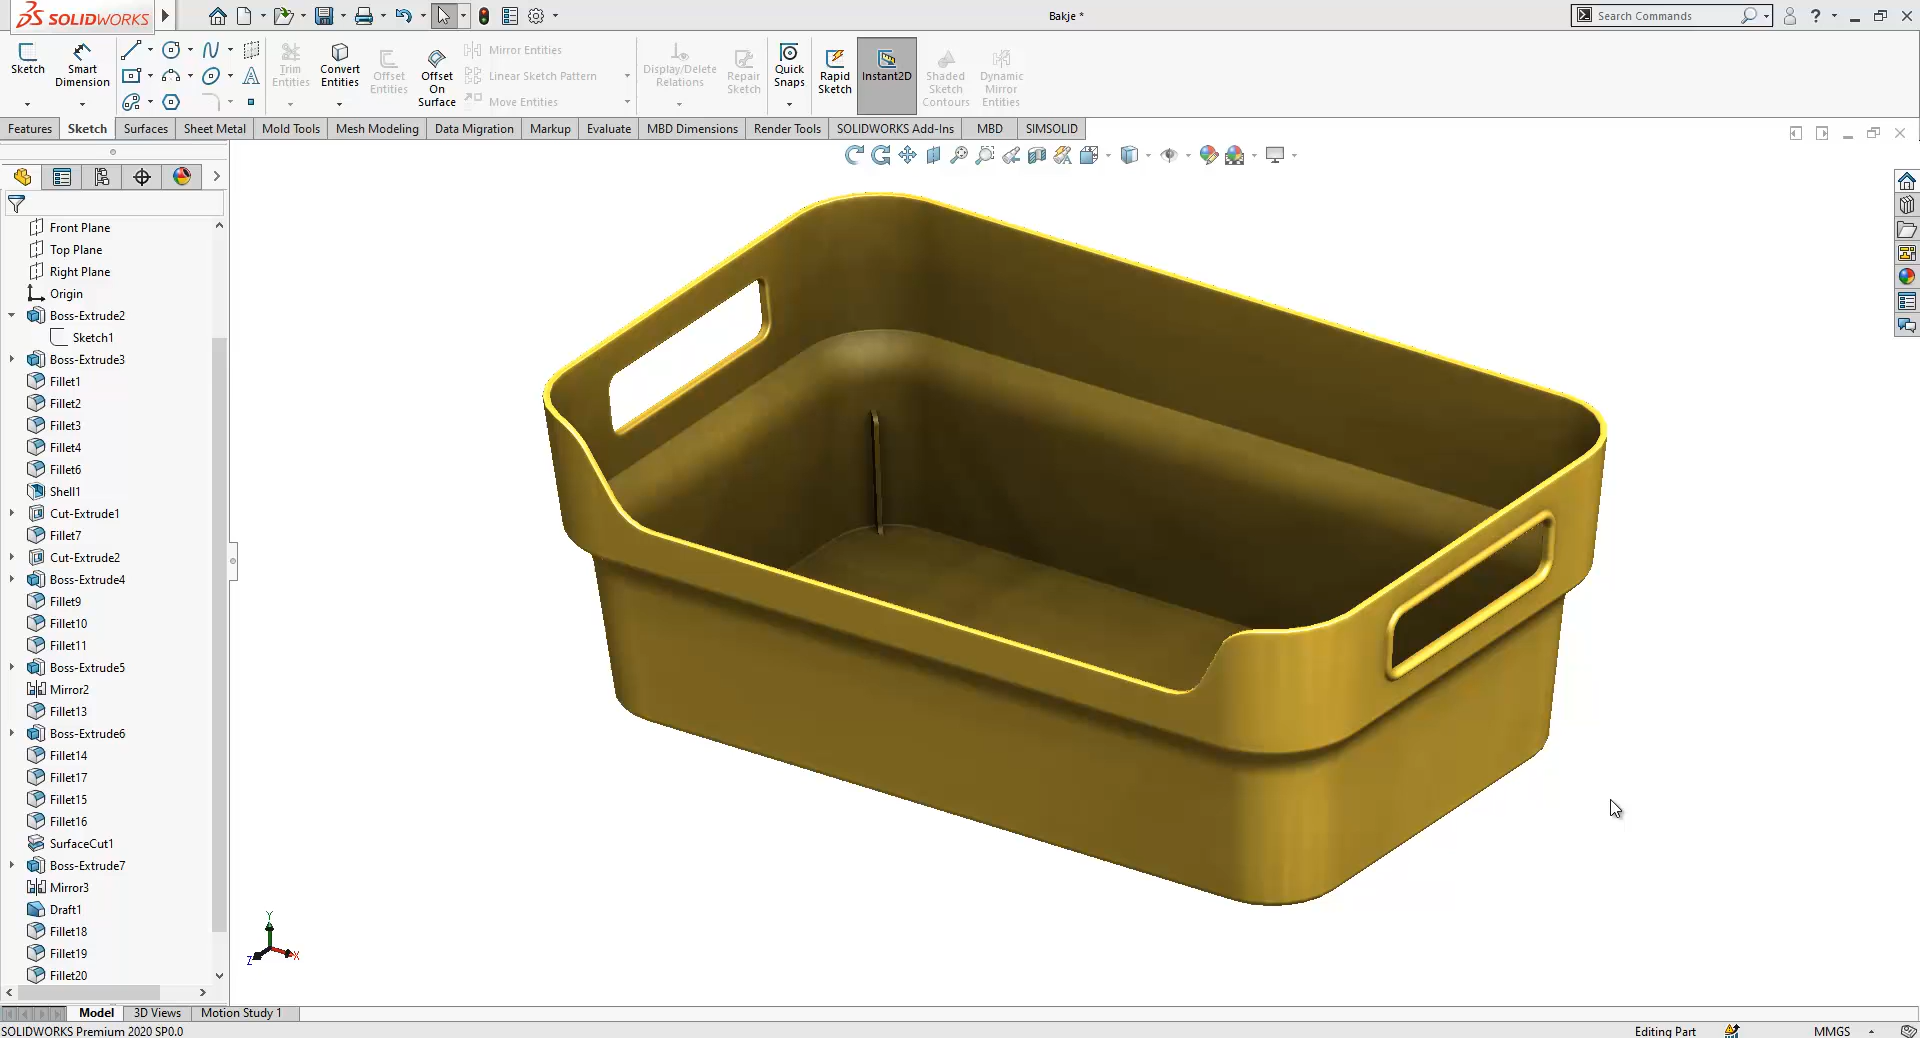 SOLIDWORKS
Bakje *
Search Commands
Sketch
Smart Dimension
Trim Entities
Convert Entities
Offset Entities
Offset On Surface
Mirror Entities
Linear Sketch Pattern
Move Entities
Display/Delete Relations
Repair Sketch
Quick Snaps
Rapid Sketch
Instant2D
Shaded Sketch Contours
Dynamic Mirror Entities
Features
Sketch
Surfaces
Sheet Metal
Mold Tools
Mesh Modeling
Data Migration
Markup
Evaluate
MBD Dimensions
Render Tools
SOLIDWORKS Add-Ins
MBD
SIMSOLID
Front Plane
Top Plane
Right Plane
Origin
Boss-Extrude2
Sketch1
Boss-Extrude3
Fillet1
Fillet2
Fillet3
Fillet4
Fillet6
Shell1
Cut-Extrude1
Fillet7
Cut-Extrude2
Boss-Extrude4
Fillet9
Fillet10
Fillet11
Boss-Extrude5
Mirror2
Fillet13
Boss-Extrude6
Fillet14
Fillet17
Fillet15
Fillet16
SurfaceCut1
Boss-Extrude7
Mirror3
Draft1
Fillet18
Fillet19
Fillet20
Y
Z
X
Model
3D Views
Motion Study 1
SOLIDWORKS Premium 2020 SP0.0
Editing Part
MMGS